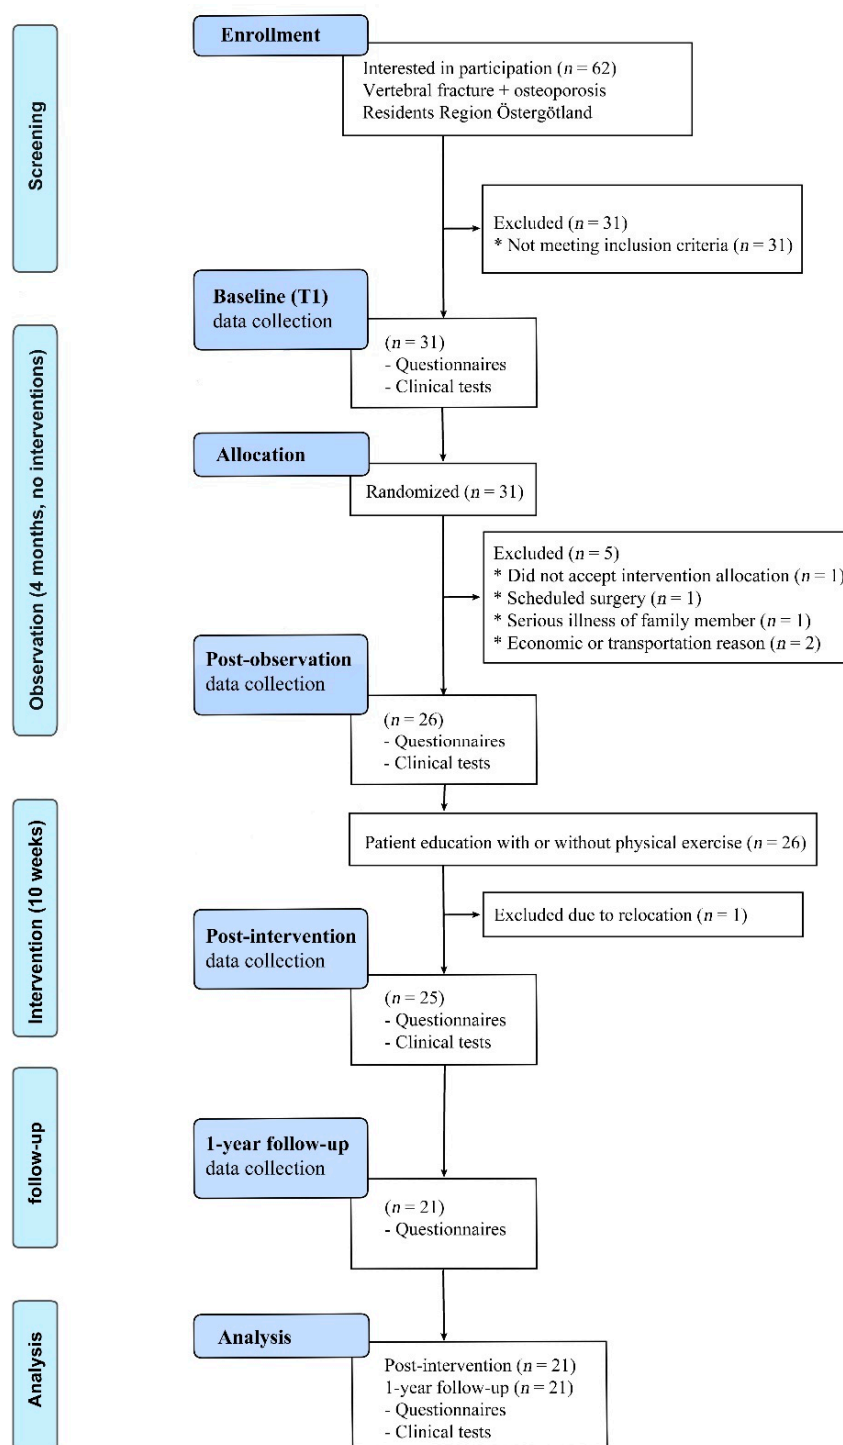 Screening
Enrollment
Interested in participation (n = 62)
Vertebral fracture + osteoporosis
Residents Region Östergötland
Excluded (n = 31)
* Not meeting inclusion criteria (n = 31)
Observation (4 months, no interventions)
Baseline (T1)
data collection
(n = 31)
- Questionnaires
- Clinical tests
Allocation
Randomized (n = 31)
Excluded (n = 5)
* Did not accept intervention allocation (n = 1)
* Scheduled surgery (n = 1)
* Serious illness of family member (n = 1)
* Economic or transportation reason (n = 2)
Post-observation
data collection
(n = 26)
- Questionnaires
- Clinical tests
Intervention (10 weeks)
Patient education with or without physical exercise (n = 26)
Excluded due to relocation (n = 1)
Post-intervention
data collection
(n = 25)
- Questionnaires
- Clinical tests
follow-up
1-year follow-up
data collection
(n = 21)
- Questionnaires
Analysis
Analysis
Post-intervention (n = 21)
1-year follow-up (n = 21)
- Questionnaires
- Clinical tests